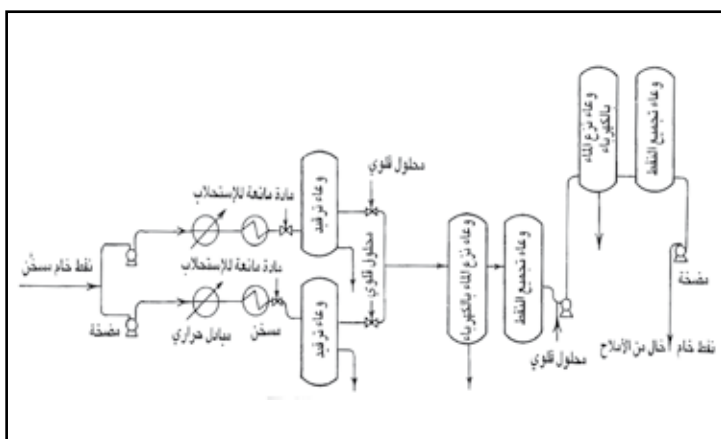 نفط خام مسخّن
مضخة
مادة مانعة للإستحلاب
مادة مانعة للإستحلاب
مبادل حراري
مسخن
وعاء ترقيد
وعاء ترقيد
محلول قلوي
محلول قلوي
وعاء نزع الماء بالكهرباء
وعاء تجميع النفط
محلول قلوي
وعاء نزع الماء
بالكهرباء
وعاء تجميع النفط
مضخة
نفط خام خال من الأملاح